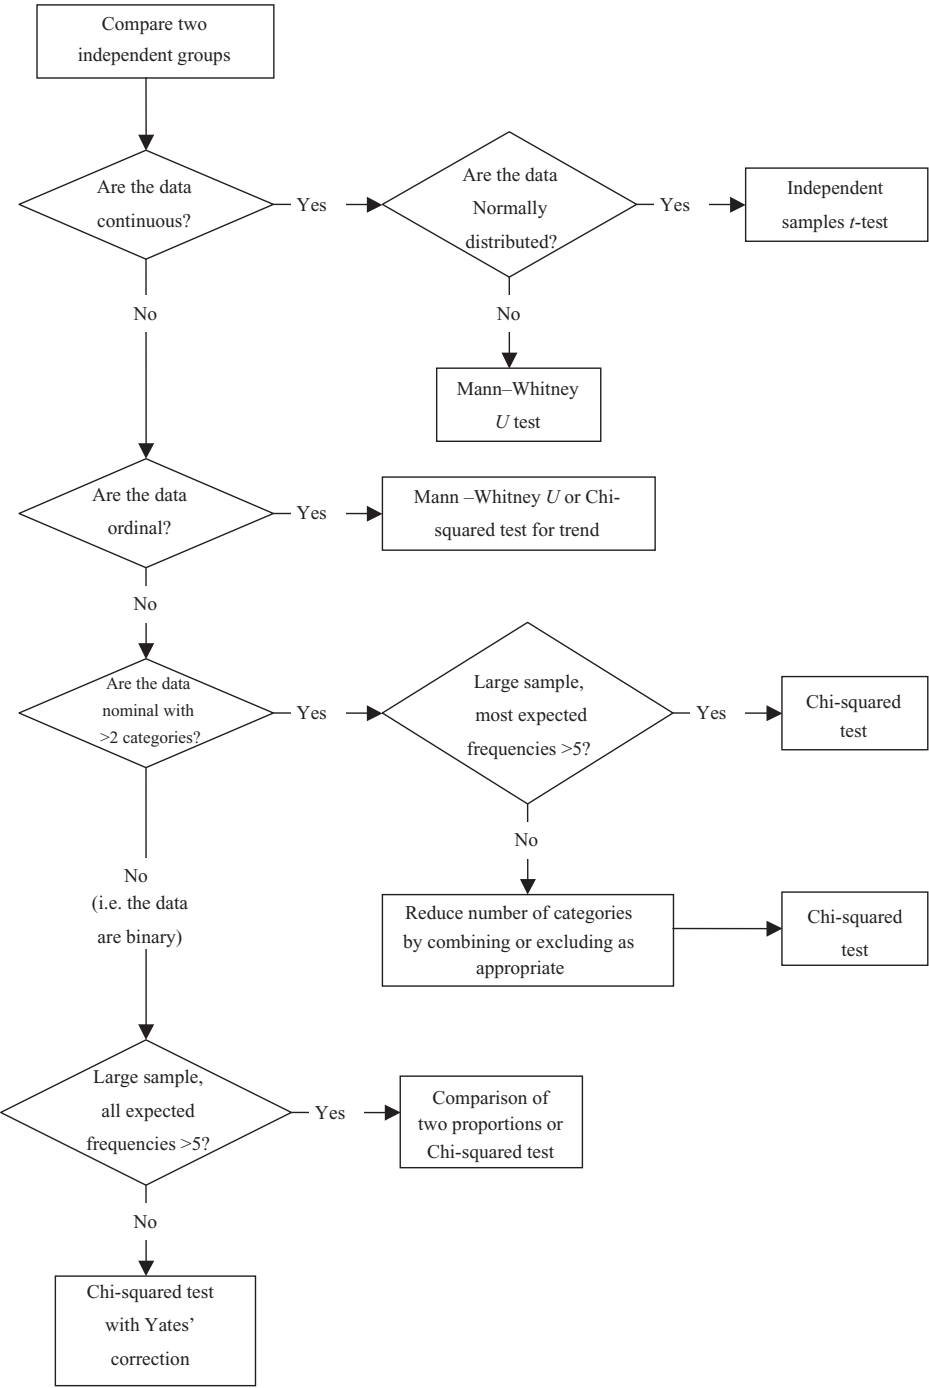 Compare two
independent groups
Are the data
continuous?
Yes
Are the data
Normally
distributed?
Yes
Independent
samples t-test
No
No
Mann–Whitney
U test
Are the data
ordinal?
Yes
Mann –Whitney U or Chi-
squared test for trend
No
Are the data
nominal with
>2 categories?
Yes
Large sample,
most expected
frequencies >5?
Yes
Chi-squared
test
No
Reduce number of categories
by combining or excluding as
appropriate
Chi-squared
test
No
(i.e. the data
are binary)
Large sample,
all expected
frequencies >5?
Yes
Comparison of
two proportions or
Chi-squared test
No
Chi-squared test
with Yates’
correction